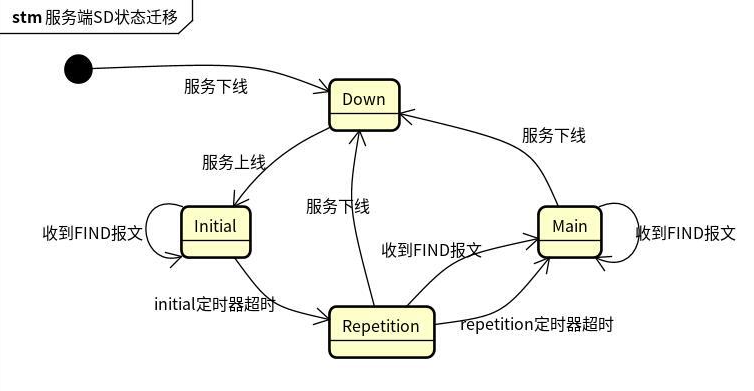 stm 服务端SD状态迁移
服务下线
Down
服务下线
服务上线
服务下线
Initial
Main
收到FIND报文
收到FIND报文
收到FIND报文
initial定时器超时
Repetition
repetition定时器超时